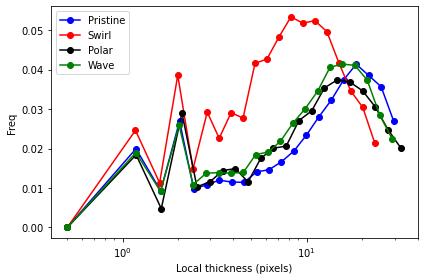 Pristine
Swirl
Polar
Wave
Freq
0.05
0.04
0.03
0.02
0.01
0.00
10⁰
10¹
Local thickness (pixels)